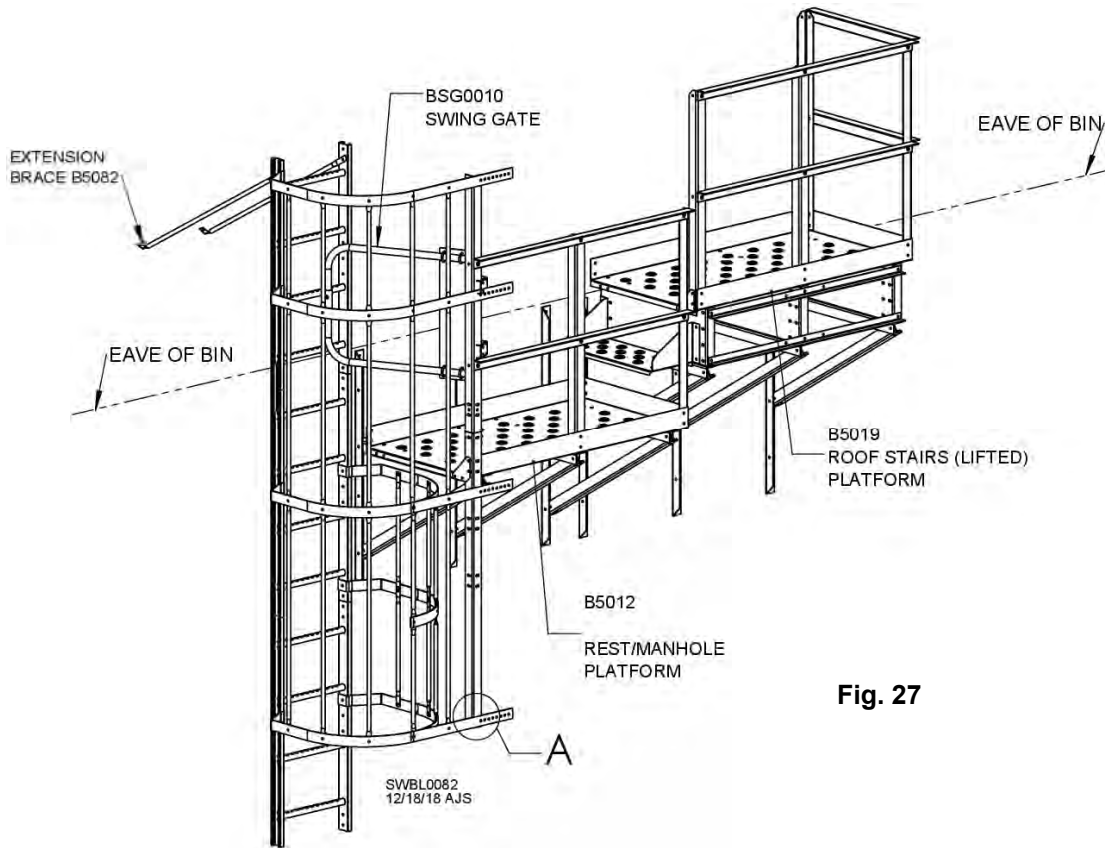 BSG0010
SWING GATE
EXTENSION
BRACE B5082
EAVE OF BIN
EAVE OF BIN
B5019
ROOF STAIRS (LIFTED)
PLATFORM
B5012
REST/MANHOLE
PLATFORM
Fig. 27
A
SWBL0082
12/18/18 AJS